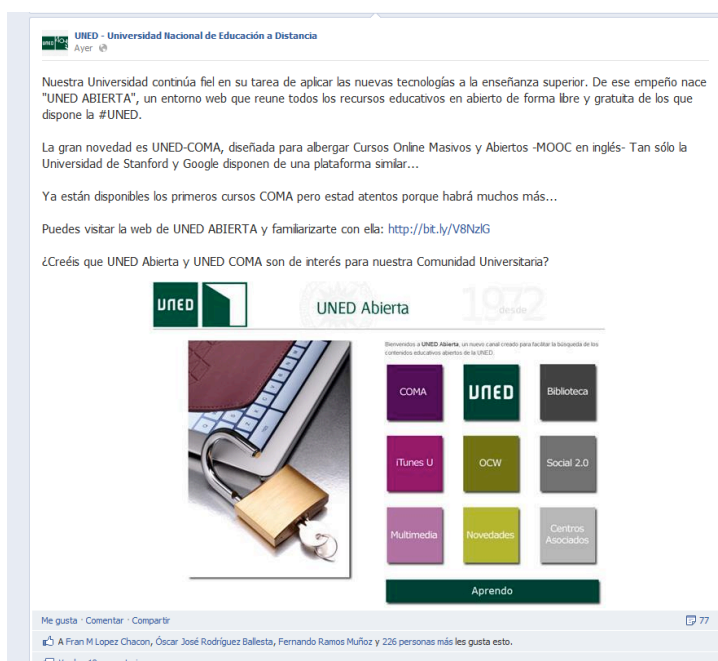 UNED - Universidad Nacional de Educación a Distancia
Ayer
Nuestra Universidad continúa fiel en su tarea de aplicar las nuevas tecnologías a la enseñanza superior. De ese empeño nace
"UNED ABIERTA", un entorno web que reune todos los recursos educativos en abierto de forma libre y gratuita de los que
dispone la #UNED.
La gran novedad es UNED-COMA, diseñada para albergar Cursos Online Masivos y Abiertos -MOOC en inglés- Tan sólo la
Universidad de Stanford y Google disponen de una plataforma similar...
Ya están disponibles los primeros cursos COMA pero estad atentos porque habrá muchos más...
Puedes visitar la web de UNED ABIERTA y familiarizarte con ella: http://bit.ly/V8NzlG
¿Creéis que UNED Abierta y UNED COMA son de interés para nuestra Comunidad Universitaria?
UNED
UNED Abierta
desde 1972
Bienvenidos a UNED Abierta, un nuevo canal creado para facilitar la búsqueda de los
contenidos educativos abiertos de la UNED.
COMA
UNED
Biblioteca
iTunes U
OCW
Social 2.0
Multimedia
Novedades
Centros
Asociados
Aprendo
Me gusta · Comentar · Compartir
77
A Fran M Lopez Chacon, Óscar José Rodríguez Ballesta, Fernando Ramos Muñoz y 226 personas más les gusta esto.